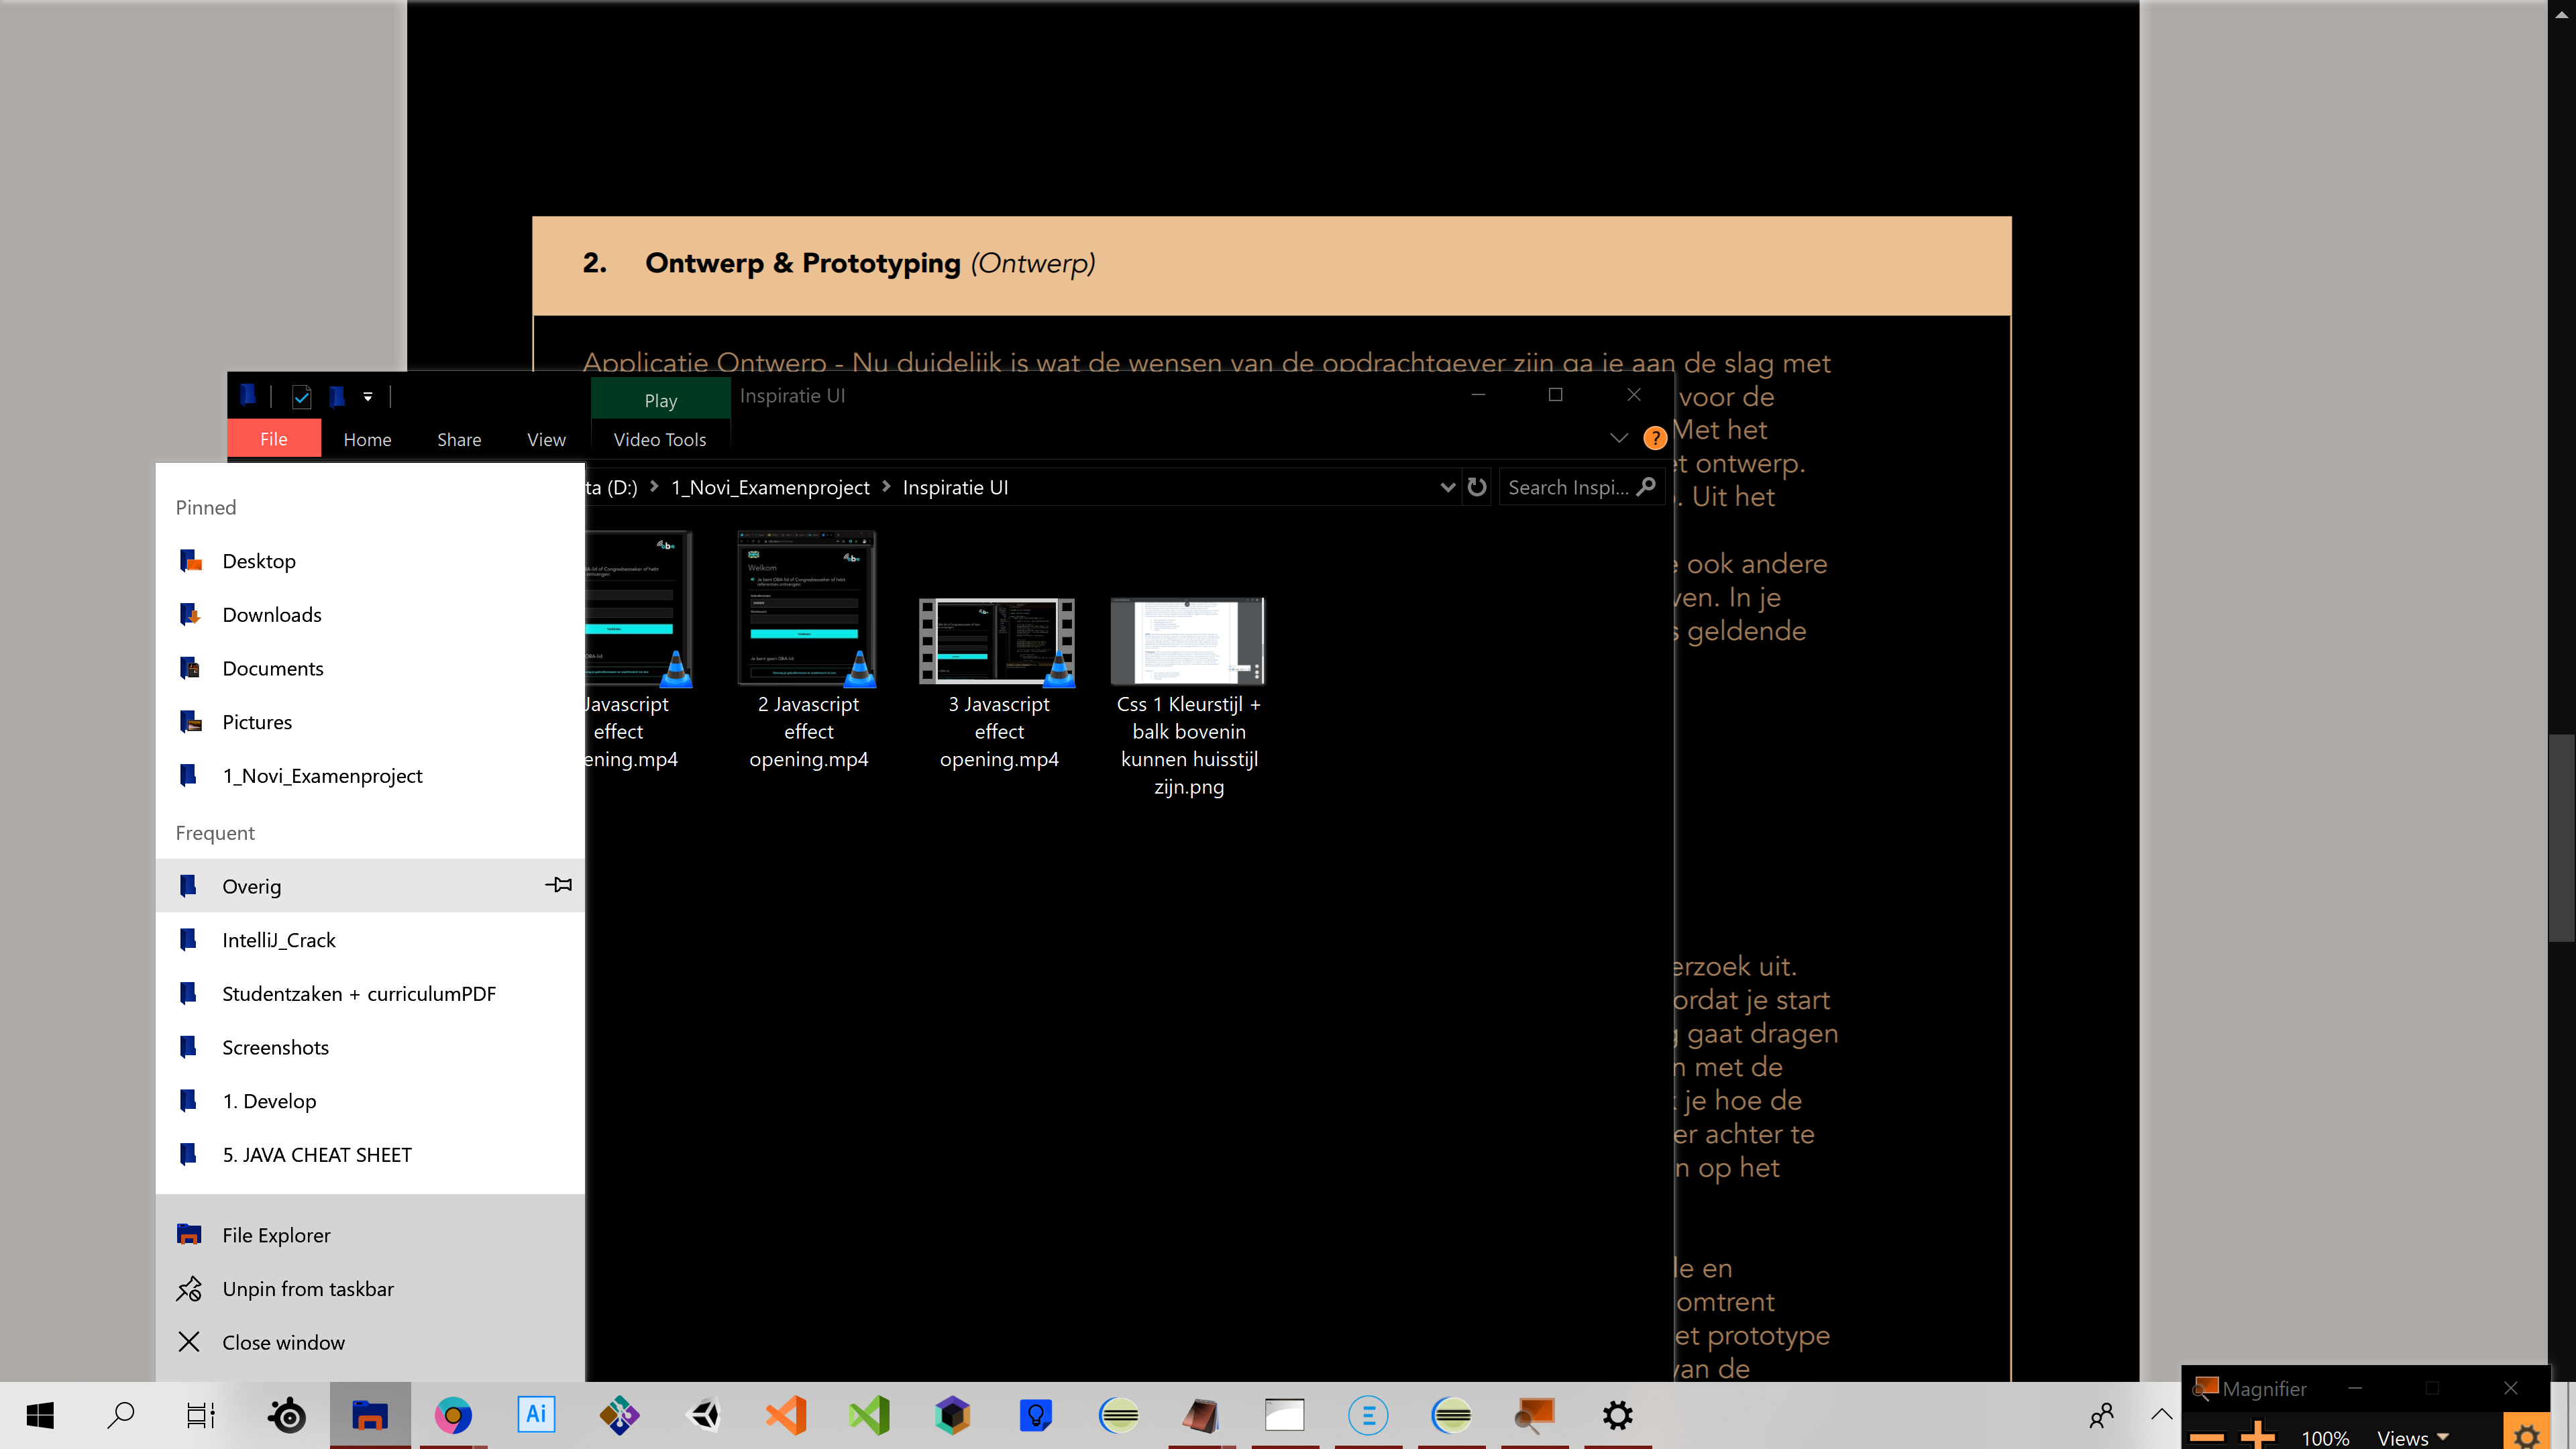 2. Ontwerp & Prototyping (Ontwerp)
Applicatie Ontwerp - Nu duidelijk is wat de wensen van de opdrachtgever zijn ga je aan de slag met
voor de
Met het
ontwerp.
Uit het
ook andere
ven. In je
geldende
erzoek uit.
ordat je start
gaat dragen
n met de
je hoe de
er achter te
n op het
le en
omtrent
et prototype
van de
Play
Inspiratie UI
File
Home
Share
View
Video Tools
ta (D:) > 1_Novi_Examenproject > Inspiratie UI
Search Inspi...
Javascript
effect
ening.mp4
2 Javascript
effect
opening.mp4
3 Javascript
effect
opening.mp4
Css 1 Kleurstijl +
balk bovenin
kunnen huisstijl
zijn.png
Welkom
Pinned
Desktop
Downloads
Documents
Pictures
1_Novi_Examenproject
Frequent
Overig
IntelliJ_Crack
Studentzaken + curriculumPDF
Screenshots
1. Develop
5. JAVA CHEAT SHEET
File Explorer
Unpin from taskbar
Close window
Ai
Magnifier
100%
Views